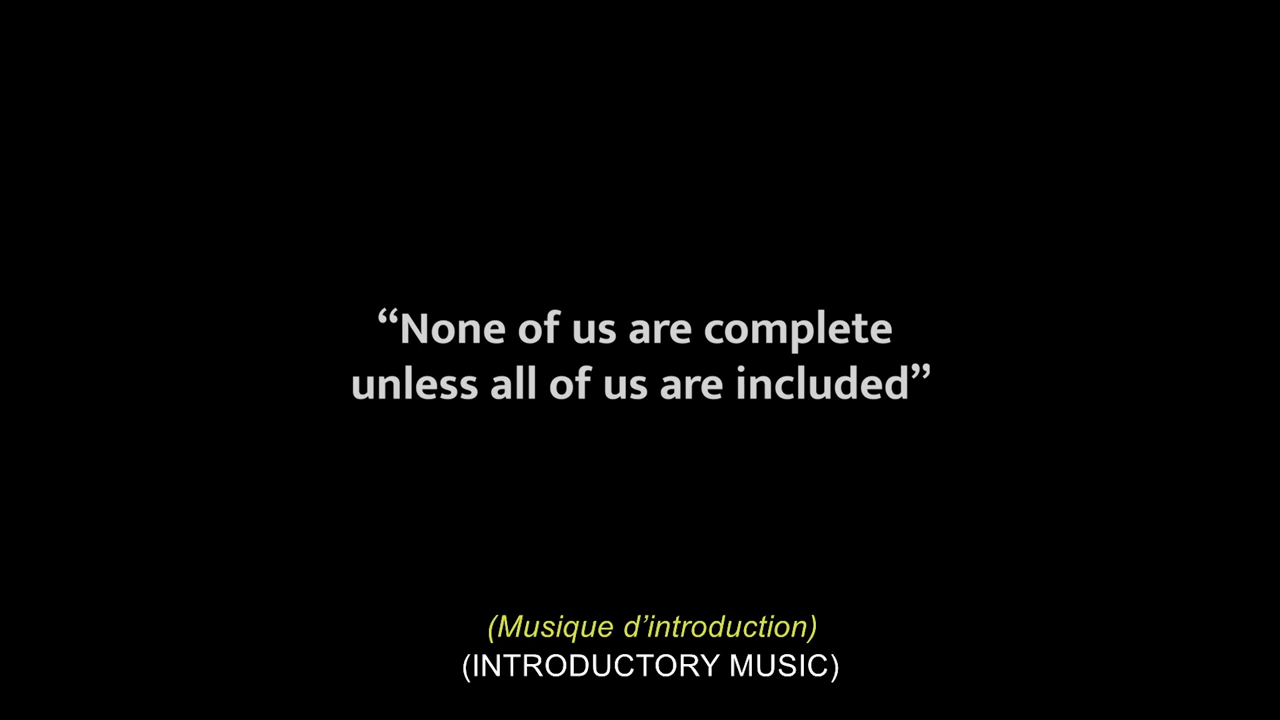 “None of us are complete
unless all of us are included”
(Musique d’introduction)
(INTRODUCTORY MUSIC)